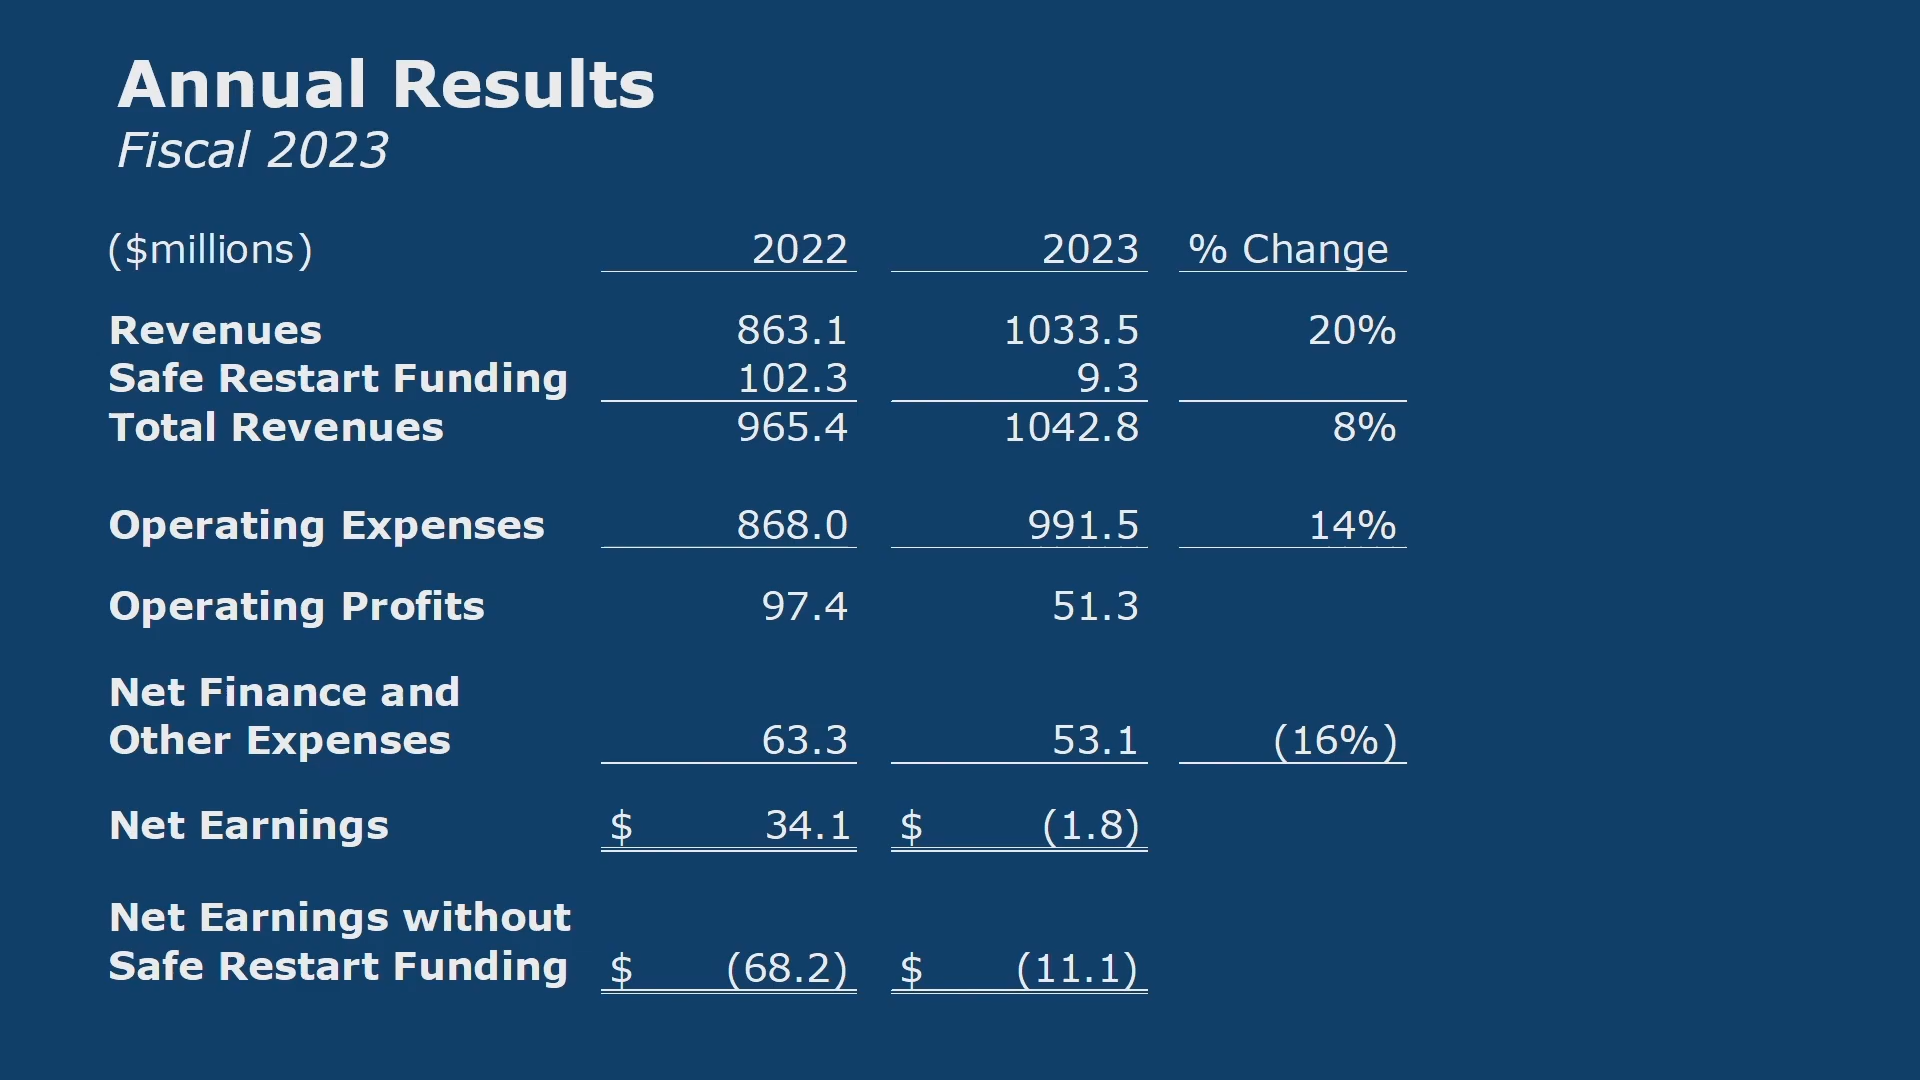 Annual Results
Fiscal 2023
($millions) 2022 2023 % Change
Revenues 863.1 1033.5 20%
Safe Restart Funding 102.3 9.3
Total Revenues 965.4 1042.8 8%
Operating Expenses 868.0 991.5 14%
Operating Profits 97.4 51.3
Net Finance and
Other Expenses 63.3 53.1 (16%)
Net Earnings $ 34.1 $ (1.8)
Net Earnings without
Safe Restart Funding $ (68.2) $ (11.1)